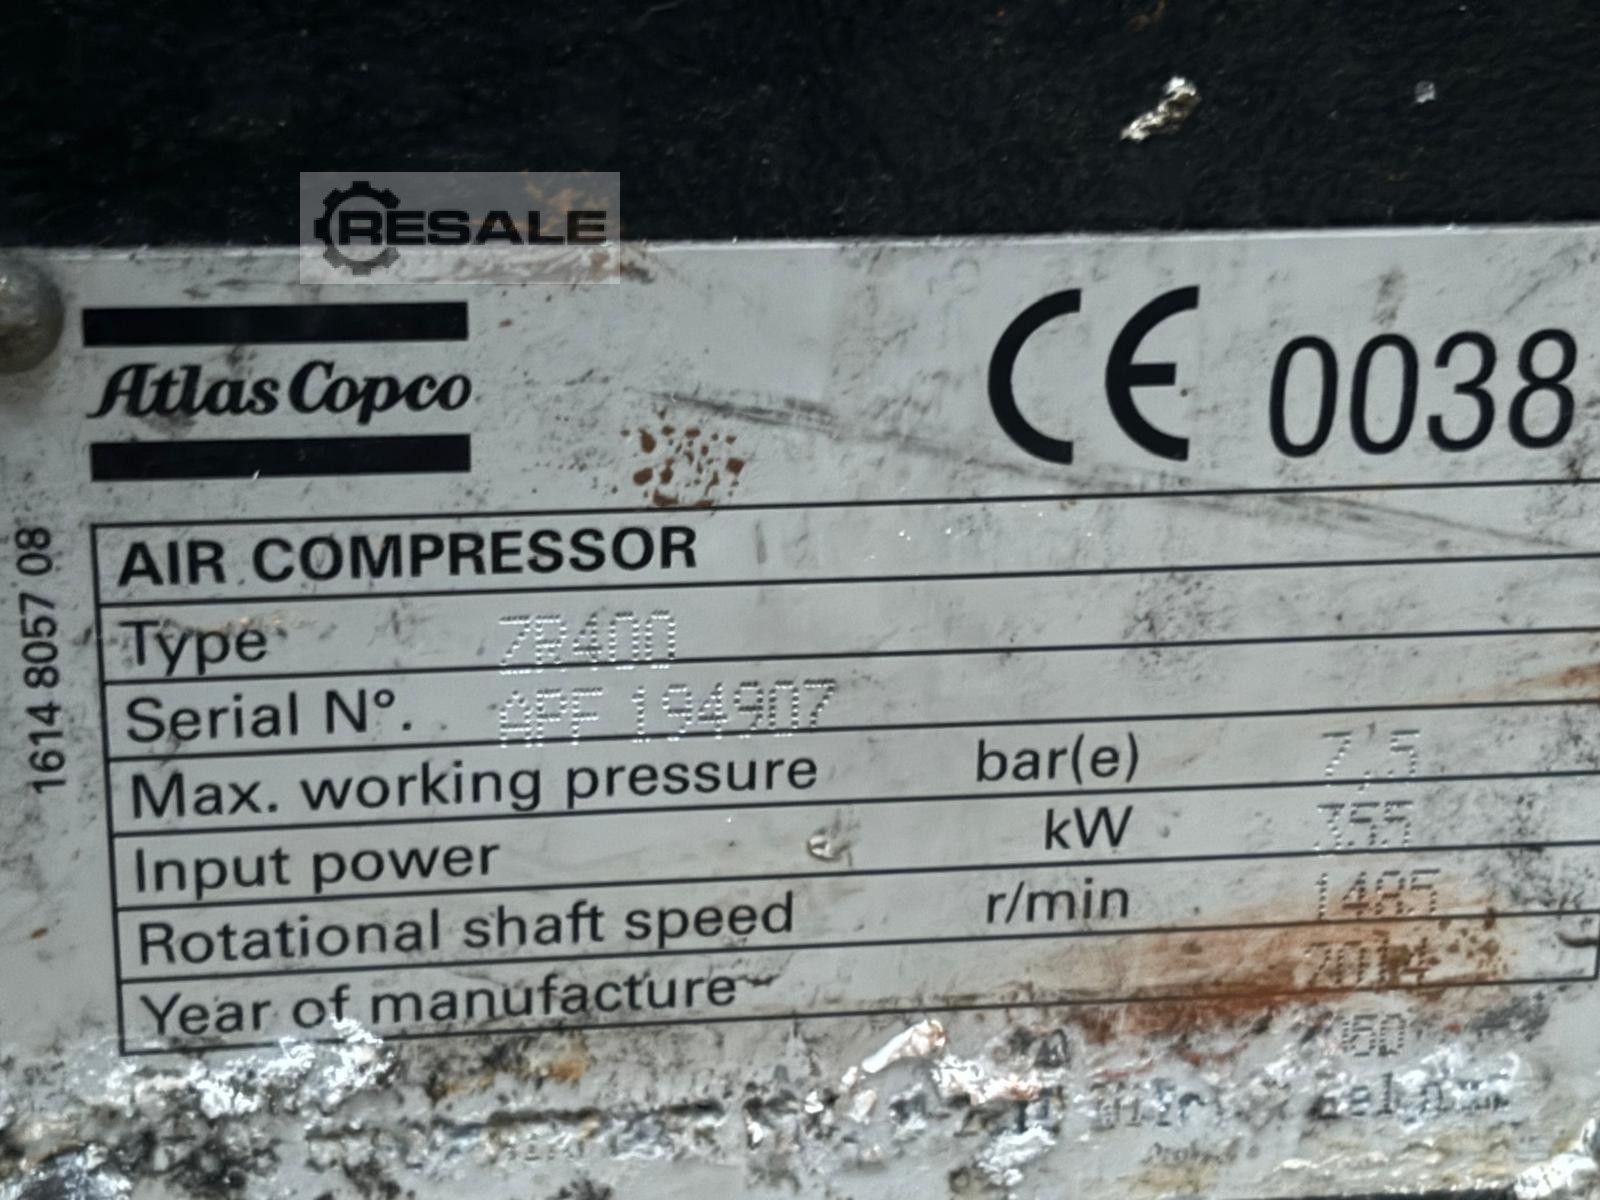 RESALE
Atlas Copco
CE 0038
1614 8057 08
AIR COMPRESSOR
Type ZR400
Serial N°. APF 194907
Max. working pressure bar(e) 7,5
Input power kW 355
Rotational shaft speed r/min 1485
Year of manufacture